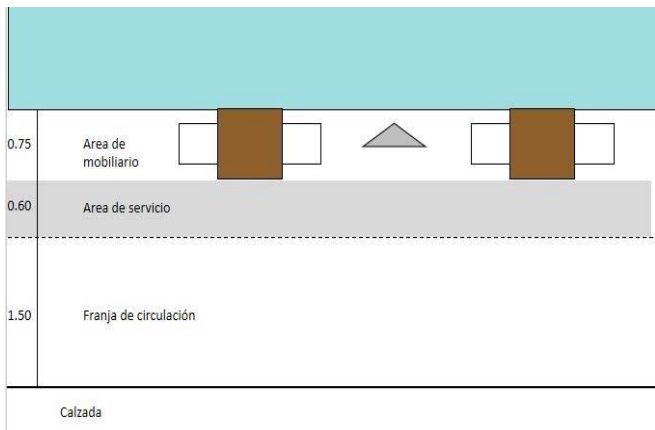 0.75
Area de
mobiliario
0.60
Area de servicio
1.50
Franja de circulación
Calzada